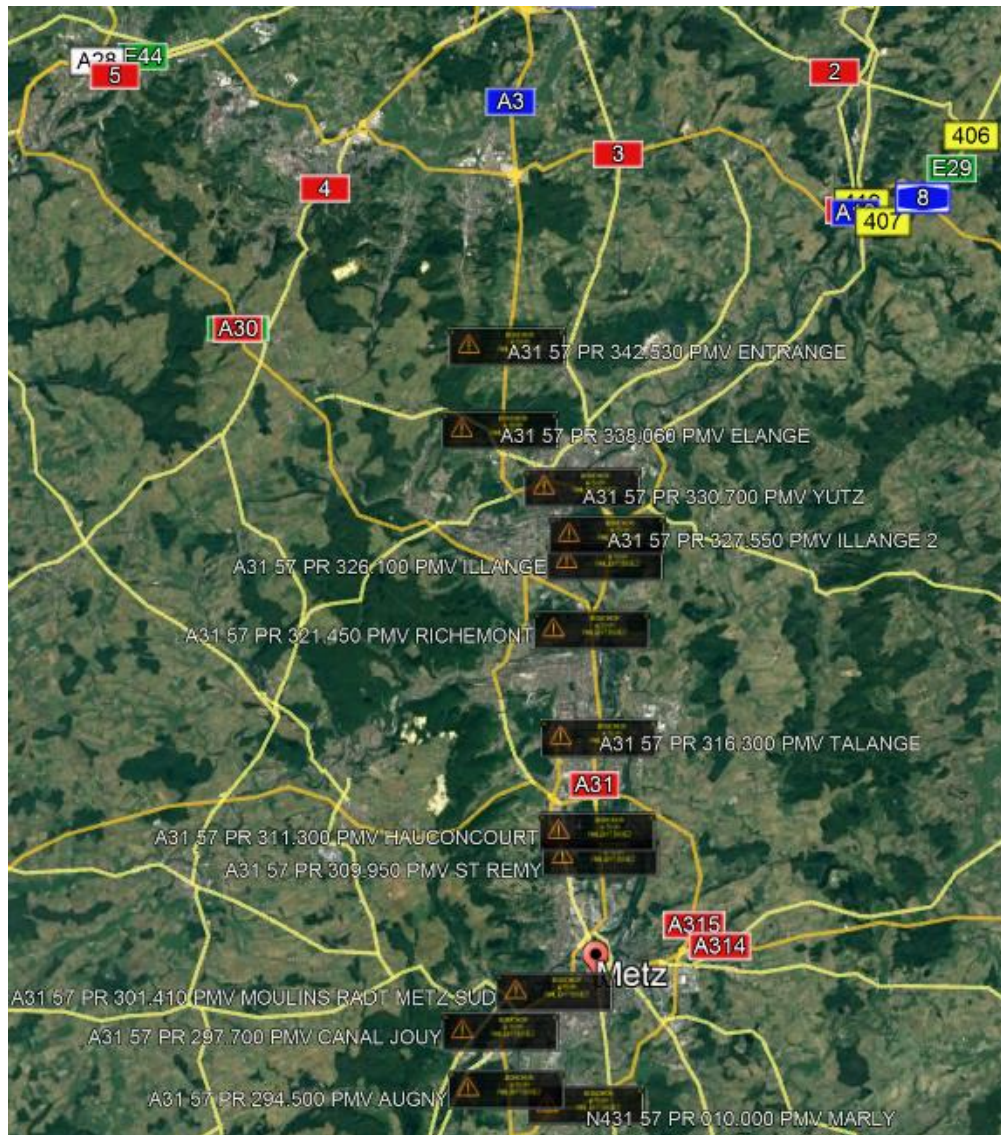 A28
E44
5
2
A3
406
3
E29
4
8
407
A30
A31 57 PR 342.530 PMV ENTRANGE
A31 57 PR 338.060 PMV ELANGE
A31 57 PR 330.700 PMV YUTZ
A31 57 PR 327.550 PMV ILLANGE 2
A31 57 PR 326.100 PMV ILLANGE
A31 57 PR 321.450 PMV RICHEMONT
A31 57 PR 316.300 PMV TALANGE
A31
A31 57 PR 311.300 PMV HAUCONCOURT
A31 57 PR 309.950 PMV ST REMY
A315
A314
Metz
A31 57 PR 301.410 PMV MOULINS RADT METZ SUD
A31 57 PR 297.700 PMV CANAL JOUY
A31 57 PR 294.500 PMV AUGNY
N431 57 PR 010.000 PMV MARLY